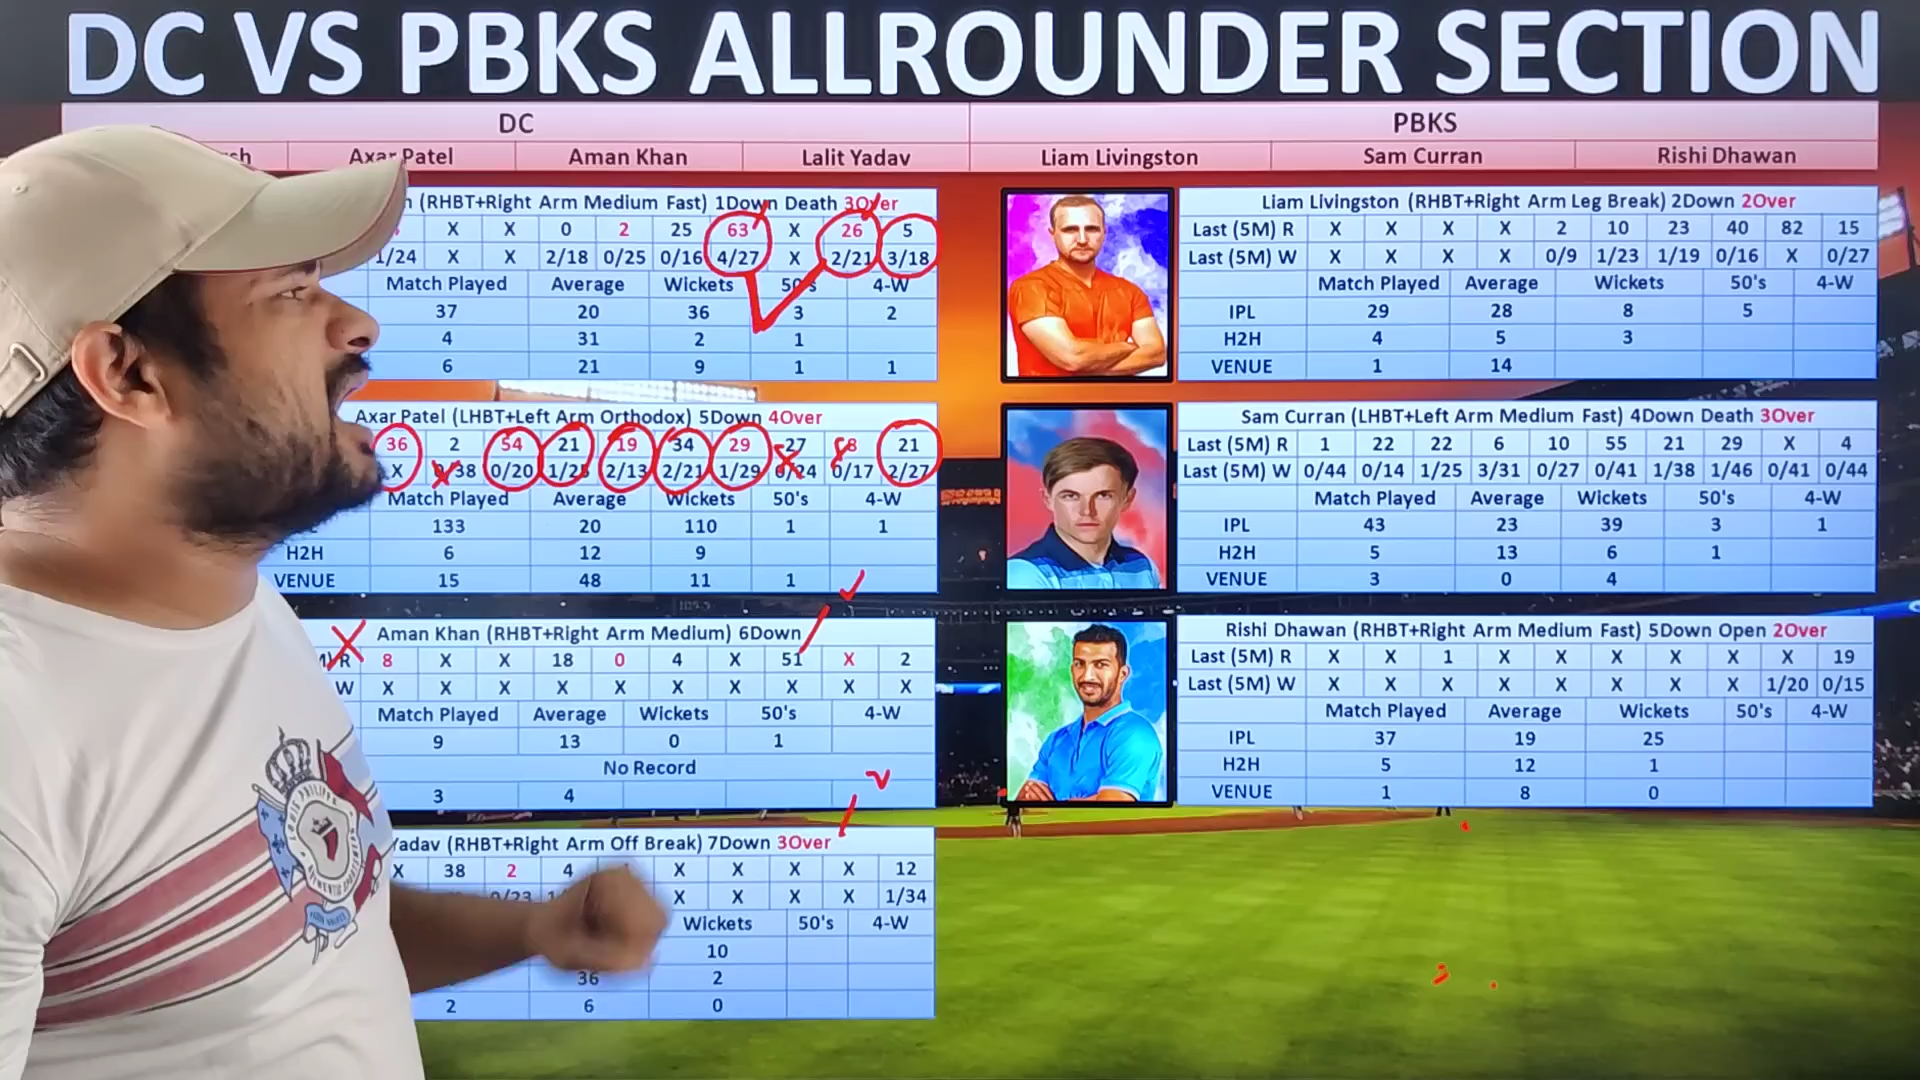 DC VS PBKS ALLROUNDER SECTION
DC PBKS
Axar Patel Aman Khan Lalit Yadav Liam Livingston Sam Curran Rishi Dhawan
(RHBT+Right Arm Medium Fast) 1Down Death 3Over
X X 0 2 25 63 X 26 5
1/24 X X 2/18 0/25 0/16 4/27 X 2/21 3/18
Match Played Average Wickets 50's 4-W
37 20 36 3 2
4 31 2 1
6 21 9 1 1
Axar Patel (LHBT+Left Arm Orthodox) 5Down 4Over
36 2 54 21 19 34 29 27 8 21
X 38 0/20 1/25 2/13 2/21 1/29 0/24 0/17 2/27
Match Played Average Wickets 50's 4-W
133 20 110 1 1
H2H 6 12 9
VENUE 15 48 11 1
Aman Khan (RHBT+Right Arm Medium) 6Down
R 8 X X 18 0 4 X 51 X 2
W X X X X X X X X X X
Match Played Average Wickets 50's 4-W
9 13 0 1
No Record
3 4
Yadav (RHBT+Right Arm Off Break) 7Down 3Over
X 38 2 4 X X X X 12
0/23 X X X X 1/34
Wickets 50's 4-W
10
36 2
2 6 0
Liam Livingston (RHBT+Right Arm Leg Break) 2Down 2Over
Last (5M) R X X X X 2 10 23 40 82 15
Last (5M) W X X X X 0/9 1/23 1/19 0/16 X 0/27
Match Played Average Wickets 50's 4-W
IPL 29 28 8 5
H2H 4 5 3
VENUE 1 14
Sam Curran (LHBT+Left Arm Medium Fast) 4Down Death 3Over
Last (5M) R 1 22 22 6 10 55 21 29 X 4
Last (5M) W 0/44 0/14 1/25 3/31 0/27 0/41 1/38 1/46 0/41 0/44
Match Played Average Wickets 50's 4-W
IPL 43 23 39 3 1
H2H 5 13 6 1
VENUE 3 0 4
Rishi Dhawan (RHBT+Right Arm Medium Fast) 5Down Open 2Over
Last (5M) R X X 1 X X X X X X 19
Last (5M) W X X X X X X X X 1/20 0/15
Match Played Average Wickets 50's 4-W
IPL 37 19 25
H2H 5 12 1
VENUE 1 8 0